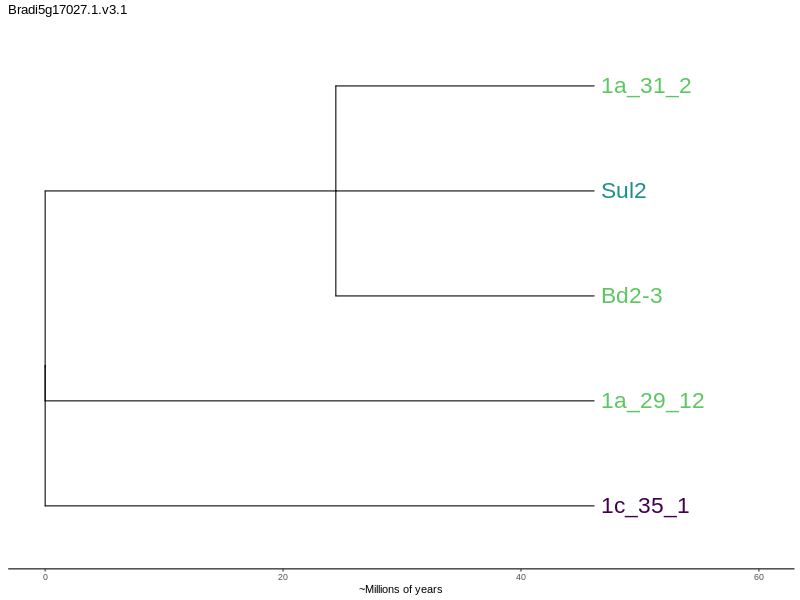 Bradi5g17027.1.v3.1
1a_31_2
Sul2
Bd2-3
1a_29_12
1c_35_1
0 20 40 60
~Millions of years